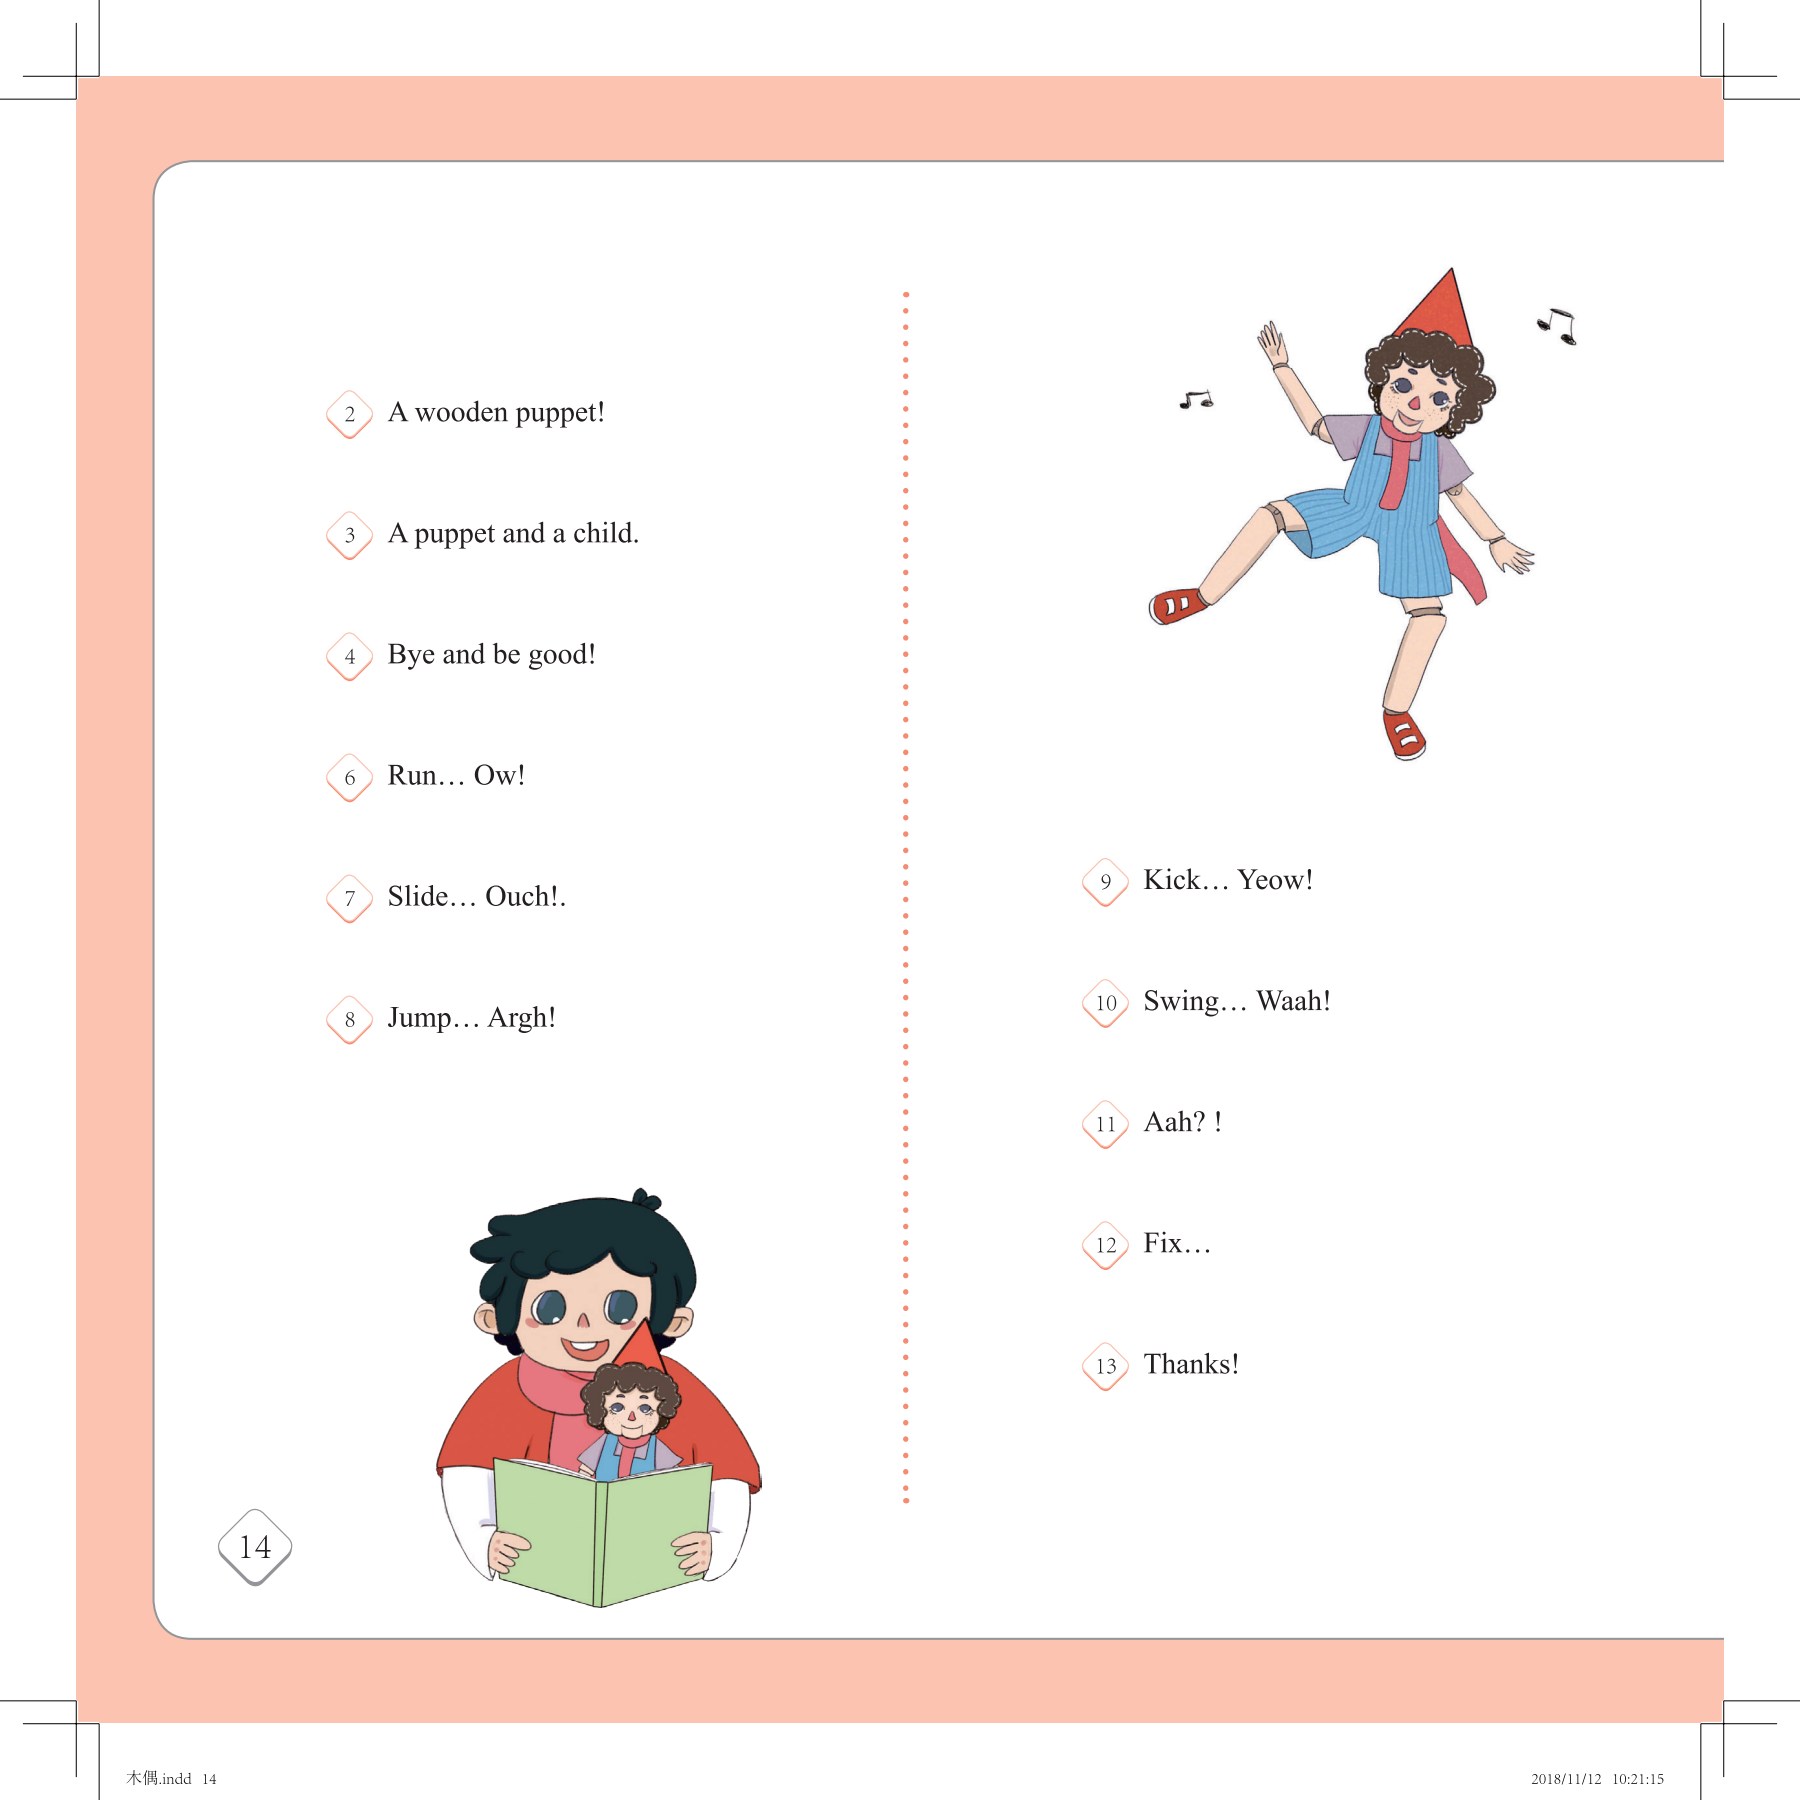 2 A wooden puppet!
3 A puppet and a child.
4 Bye and be good!
6 Run… Ow!
7 Slide… Ouch!.
8 Jump… Argh!
9 Kick… Yeow!
10 Swing… Waah!
11 Aah? !
12 Fix…
13 Thanks!
14
木偶.indd 14
2018/11/12 10:21:15